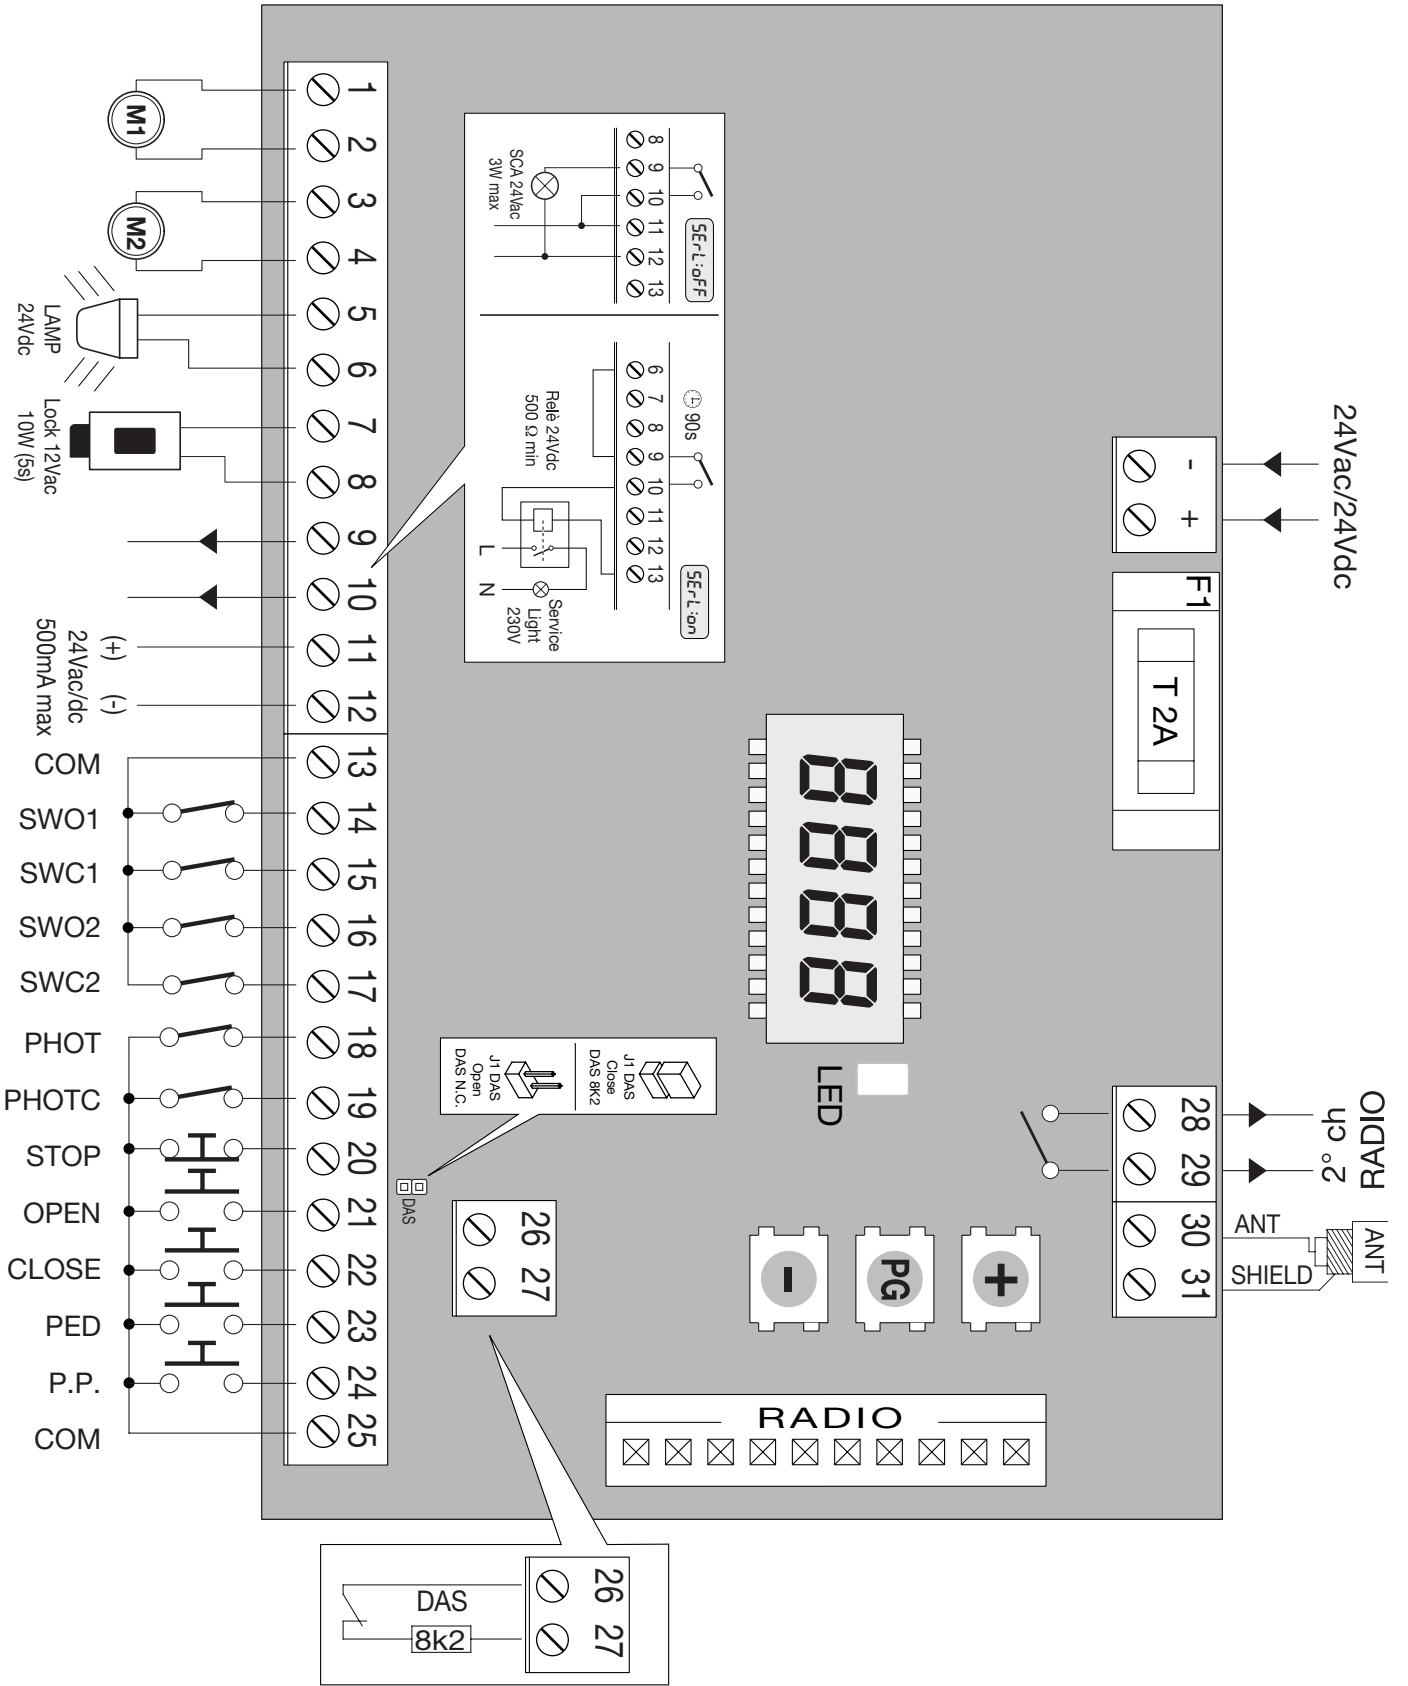 24Vac/24Vdc
-
+
F1
T 2A
1
2
3
4
5
6
7
8
9
10
11
12
13
14
15
16
17
18
19
20
21
22
23
24
25
M1
M2
LAMP
24Vdc
Lock 12Vac
10W (5s)
(+)
(-)
24Vac/dc
500mA max
COM
SWO1
SWC1
SWO2
SWC2
PHOT
PHOTC
STOP
OPEN
CLOSE
PED
P.P.
COM
8
9
10
11
12
13
SErL:oFF
SCA 24Vac
3W max
90s
6
7
8
9
10
11
12
13
SErL:on
Relè 24Vdc
500 Ω min
L
N
Service
Light
230V
8888
LED
J1 DAS
Close
DAS 8K2
J1 DAS
Open
DAS N.C.
DAS
26
27
RADIO
2° ch
28
29
30
31
ANT
SHIELD
ANT
-
PG
+
RADIO
26
27
DAS
8k2